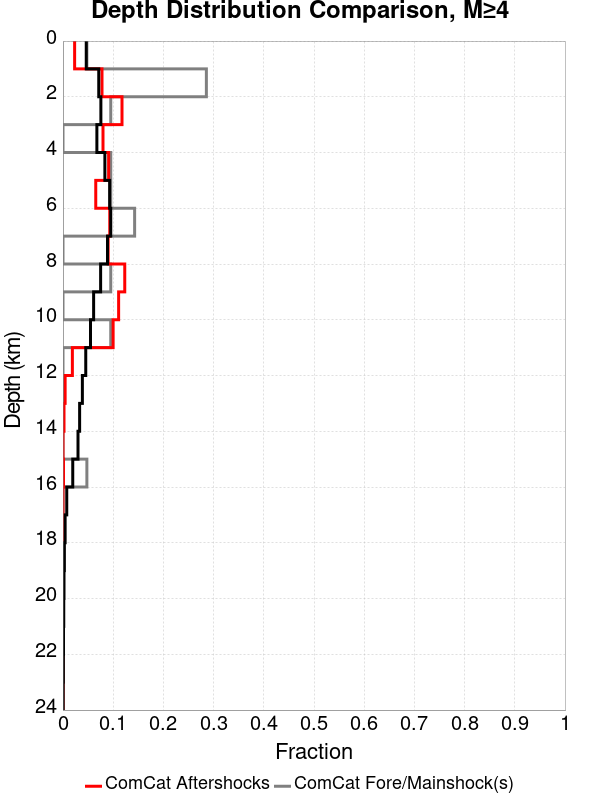 Depth Distribution Comparison, M≥4
0
2
4
6
8
10
12
14
16
18
20
22
24
Depth (km)
0 0.1 0.2 0.3 0.4 0.5 0.6 0.7 0.8 0.9 1
Fraction
ComCat Aftershocks ComCat Fore/Mainshock(s)